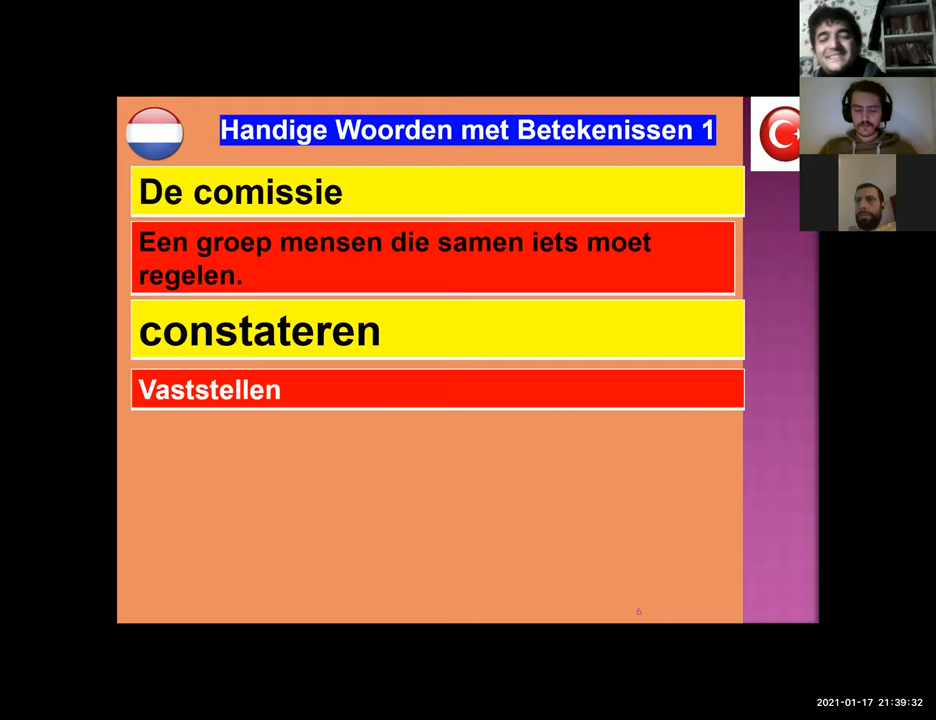 Handige Woorden met Betekenissen 1
De comissie
Een groep mensen die samen iets moet
regelen.
constateren
Vaststellen
6
2021-01-17 21:39:32